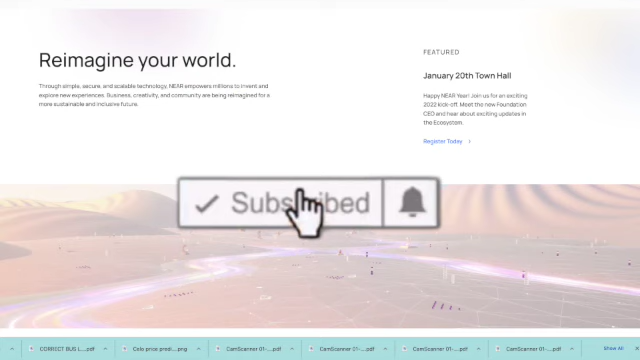 Reimagine your world.
Through simple, secure, and scalable technology, NEAR empowers millions to invent and
explore new experiences. Business, creativity, and community are being reimagined for a
more sustainable and inclusive future.
FEATURED
January 20th Town Hall
Happy NEAR Year! Join us for an exciting
2022 kick-off. Meet the new Foundation
CEO and hear about exciting updates in
the Ecosystem.
Register Today
Subscribed
CORRECT BUS L....pdf
Celo price predi....png
CamScanner 01-....pdf
CamScanner 01-....pdf
CamScanner 01-....pdf
CamScanner 01-....pdf
Show All